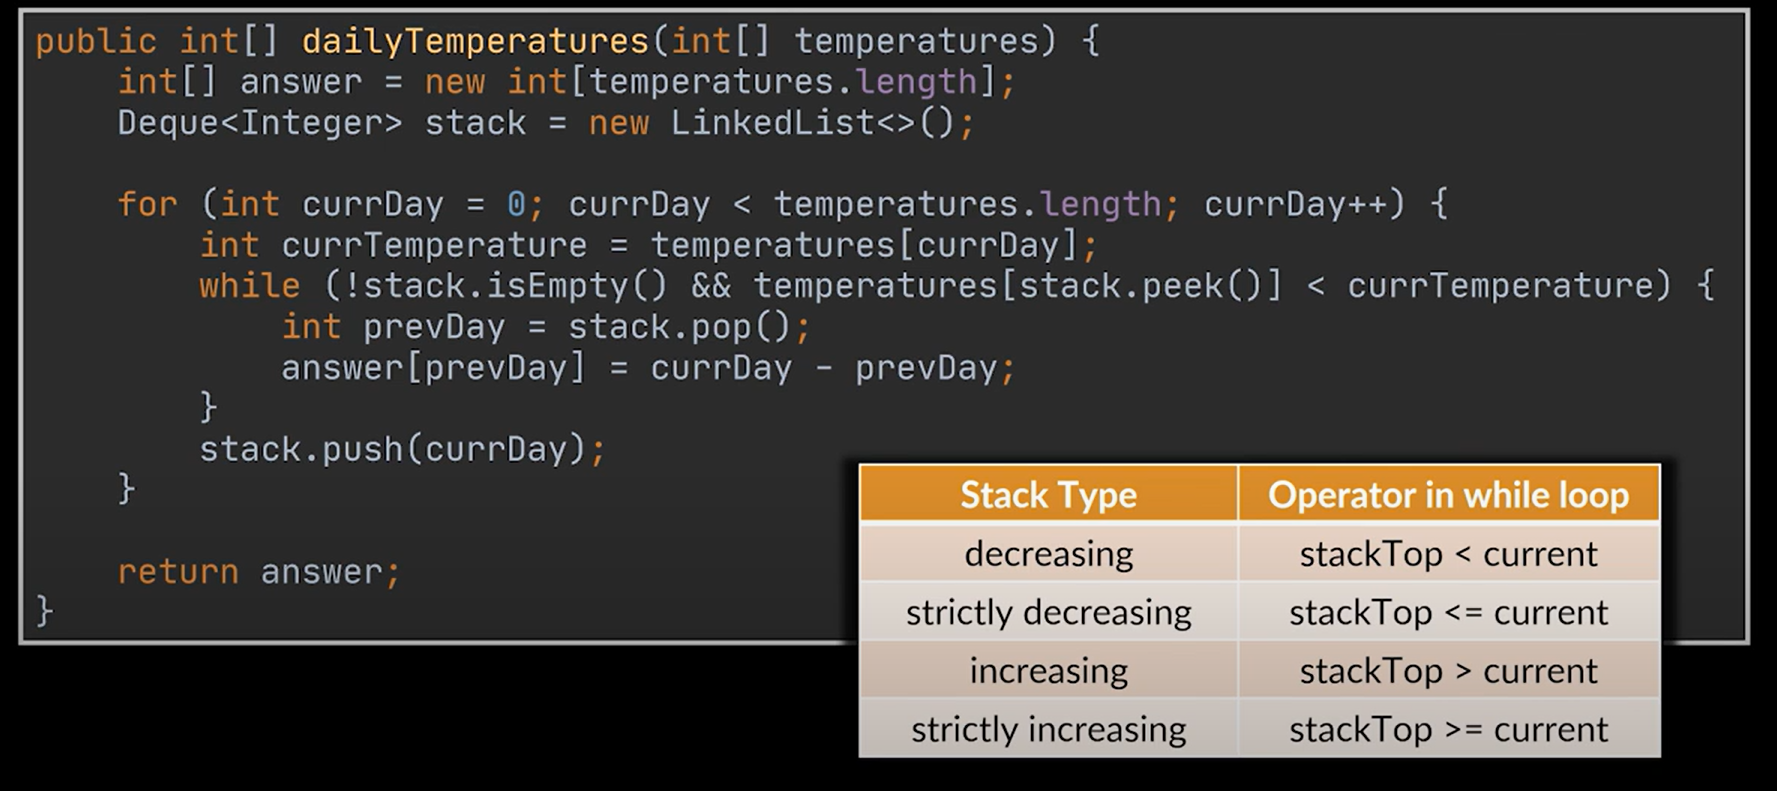 public int[] dailyTemperatures(int[] temperatures) {
    int[] answer = new int[temperatures.length];
    Deque<Integer> stack = new LinkedList<>();

    for (int currDay = 0; currDay < temperatures.length; currDay++) {
        int currTemperature = temperatures[currDay];
        while (!stack.isEmpty() && temperatures[stack.peek()] < currTemperature) {
            int prevDay = stack.pop();
            answer[prevDay] = currDay - prevDay;
        }
        stack.push(currDay);
    }

    return answer;
}
Stack Type Operator in while loop
decreasing stackTop < current
strictly decreasing stackTop <= current
increasing stackTop > current
strictly increasing stackTop >= current